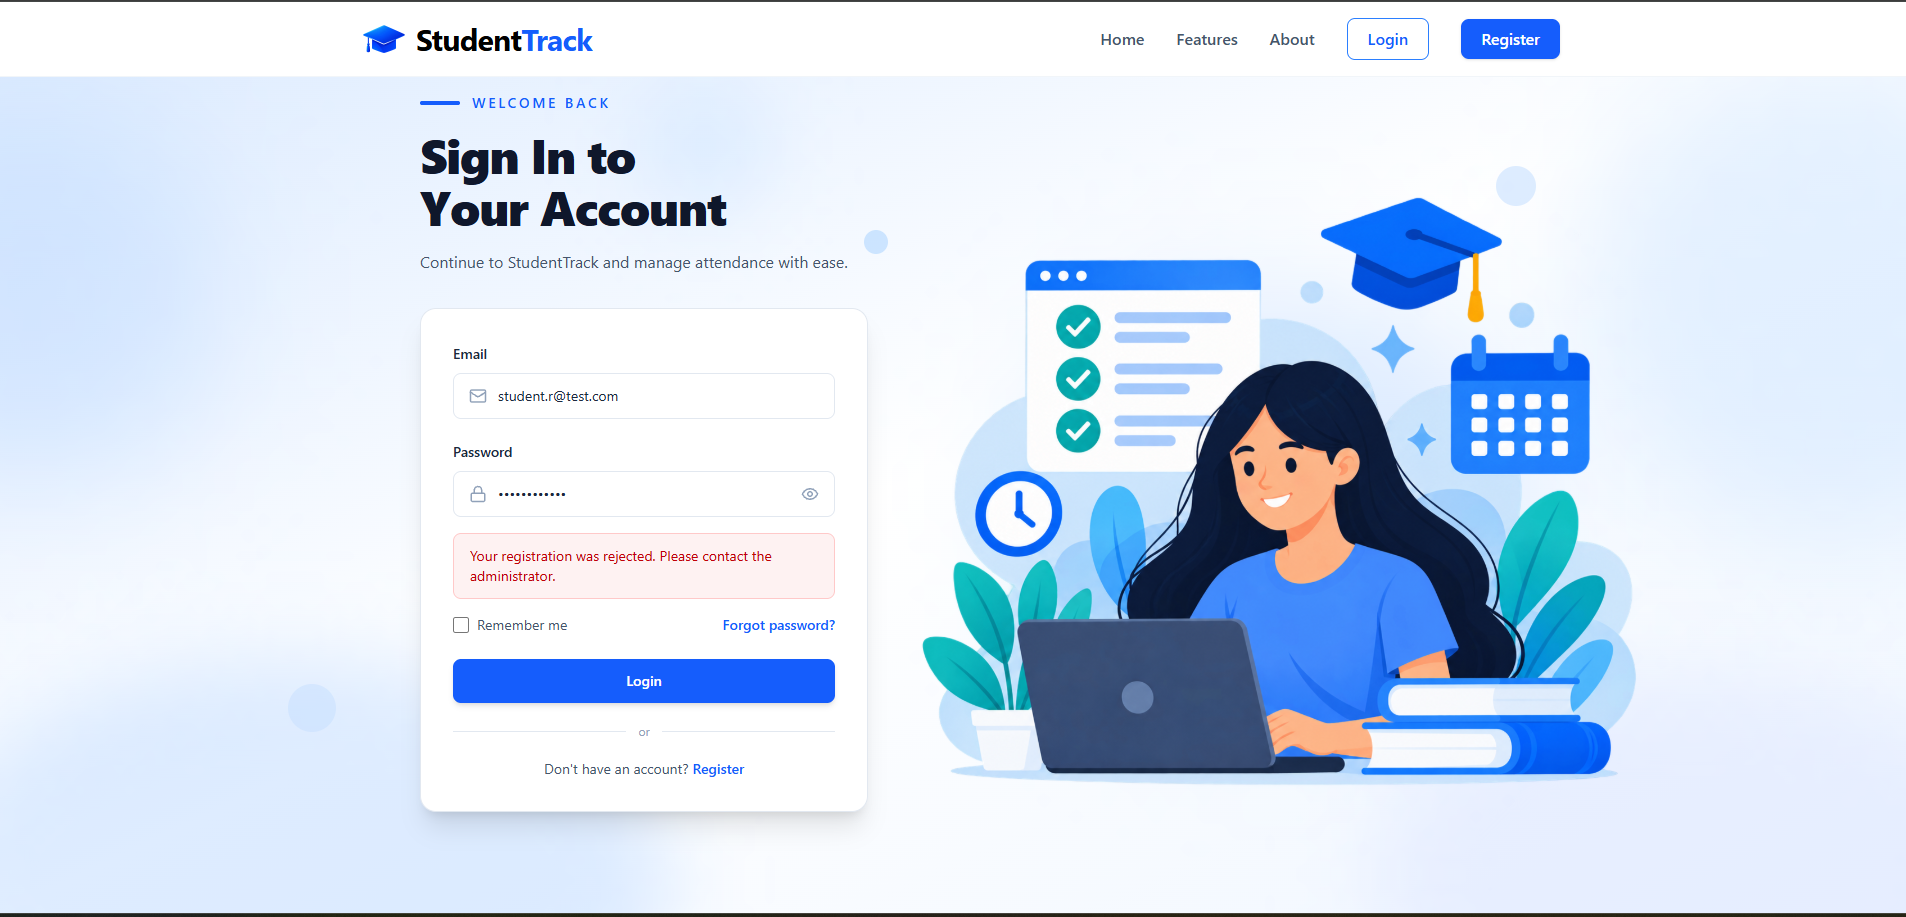 StudentTrack
Home
Features
About
Login
Register
WELCOME BACK
Sign In to
Your Account
Continue to StudentTrack and manage attendance with ease.
Email
student.r@test.com
Password
••••••••••••
Your registration was rejected. Please contact the
administrator.
Remember me
Forgot password?
Login
or
Don't have an account? Register